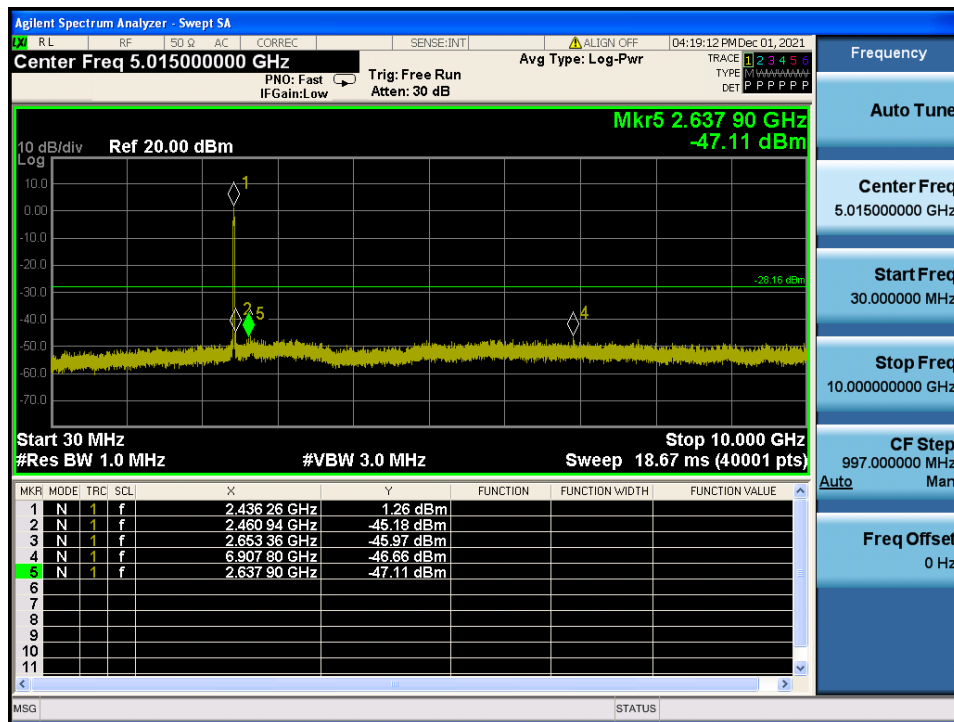 Agilent Spectrum Analyzer - Swept SA
LXI RL RF 50 Ω AC CORREC SENSE:INT ALIGN OFF 04:19:12 PM Dec 01, 2021
Center Freq 5.015000000 GHz
PNO: Fast
IFGain:Low
Trig: Free Run
Atten: 30 dB
Avg Type: Log-Pwr
TRACE 1 2 3 4 5 6
TYPE M
DET P P P P P P
Mkr5 2.637 90 GHz
-47.11 dBm
10 dB/div Ref 20.00 dBm
Log
10.0
0.00
-10.0
-20.0
-30.0
-40.0
-50.0
-60.0
-70.0
1
2
5
4
-28.16 dBm
Start 30 MHz Stop 10.000 GHz
#Res BW 1.0 MHz #VBW 3.0 MHz Sweep 18.67 ms (40001 pts)
MKR MODE TRC SCL X Y FUNCTION FUNCTION WIDTH FUNCTION VALUE
1 N 1 f 2.436 26 GHz 1.26 dBm
2 N 1 f 2.460 94 GHz -45.18 dBm
3 N 1 f 2.653 36 GHz -45.97 dBm
4 N 1 f 6.907 80 GHz -46.66 dBm
5 N 1 f 2.637 90 GHz -47.11 dBm
6
7
8
9
10
11
MSG STATUS
Frequency
Auto Tune
Center Freq
5.015000000 GHz
Start Freq
30.000000 MHz
Stop Freq
10.000000000 GHz
CF Step
997.000000 MHz
Auto Man
Freq Offset
0 Hz